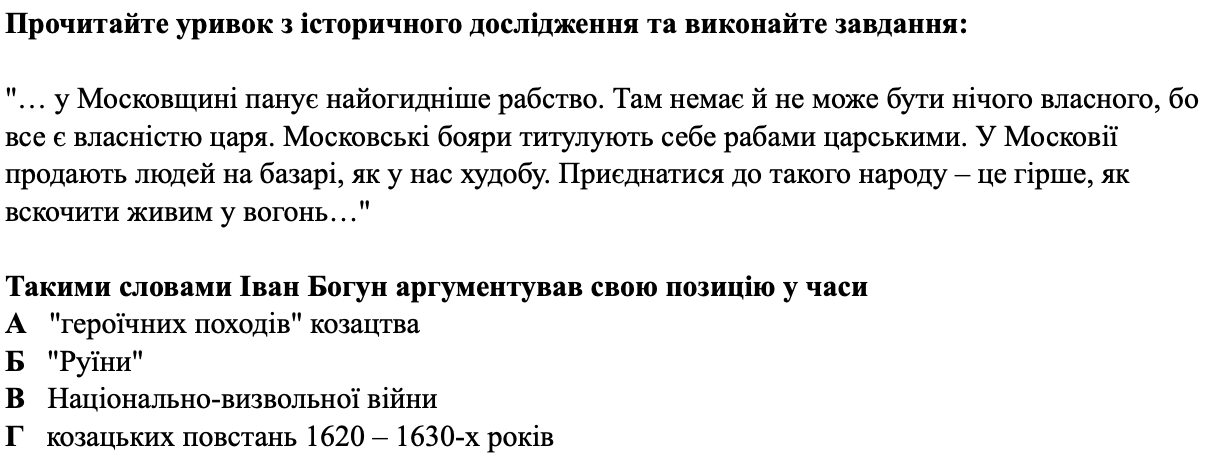 Прочитайте уривок з історичного дослідження та виконайте завдання:
"… у Московщині панує найогидніше рабство. Там немає й не може бути нічого власного, бо
все є власністю царя. Московські бояри титулують себе рабами царськими. У Московії
продають людей на базарі, як у нас худобу. Приєднатися до такого народу – це гірше, як
вскочити живим у вогонь…"
Такими словами Іван Богун аргументував свою позицію у часи
А "героїчних походів" козацтва
Б "Руїни"
В Національно-визвольної війни
Г козацьких повстань 1620 – 1630-х років